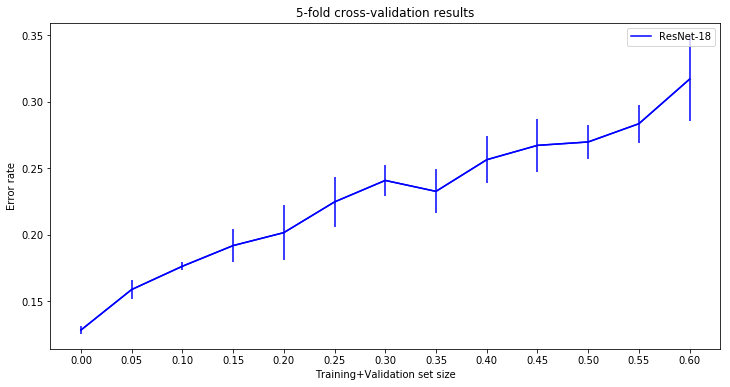 5-fold cross-validation results
ResNet-18
Error rate
0.35
0.30
0.25
0.20
0.15
0.00 0.05 0.10 0.15 0.20 0.25 0.30 0.35 0.40 0.45 0.50 0.55 0.60
Training+Validation set size